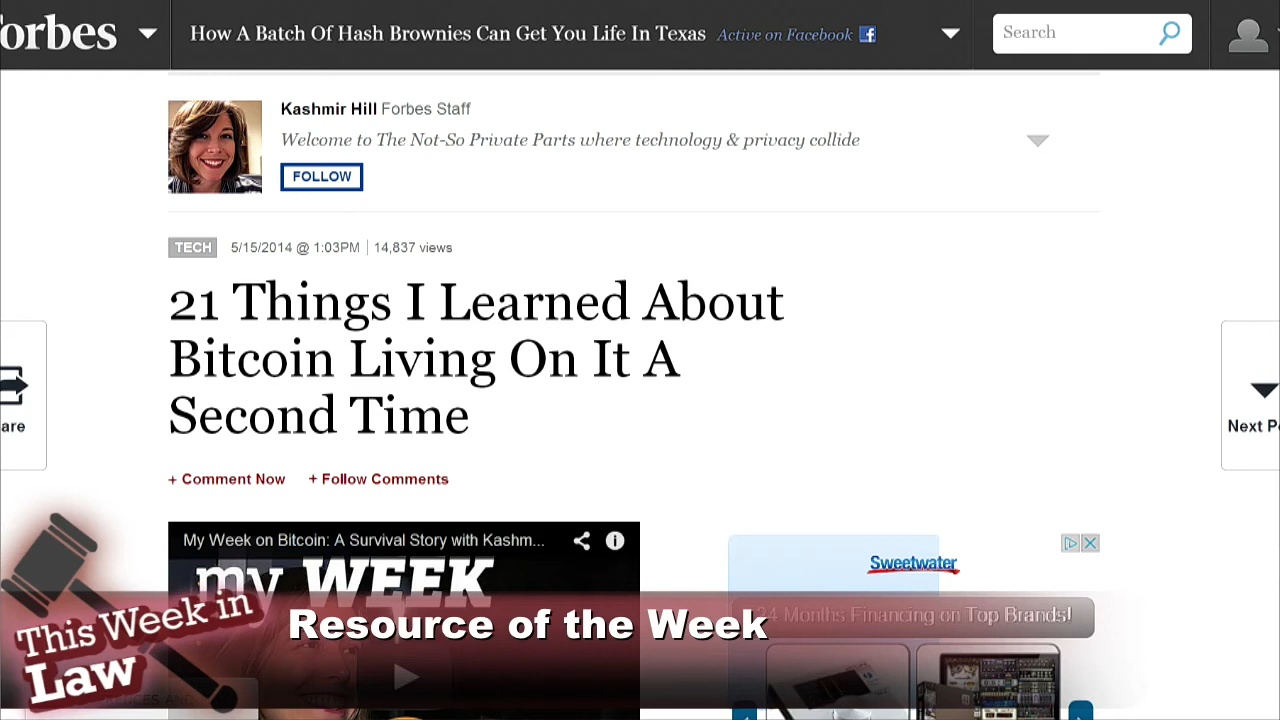 orbes
How A Batch Of Hash Brownies Can Get You Life In Texas Active on Facebook
Search
Kashmir Hill Forbes Staff
Welcome to The Not-So Private Parts where technology & privacy collide
FOLLOW
TECH 5/15/2014 @ 1:03PM 14,837 views
21 Things I Learned About
Bitcoin Living On It A
Second Time
are
Next P
+ Comment Now + Follow Comments
My Week on Bitcoin: A Survival Story with Kashm...
my WEEK
Sweetwater
24 Months Financing on Top Brands!
This Week in
Law
Resource of the Week